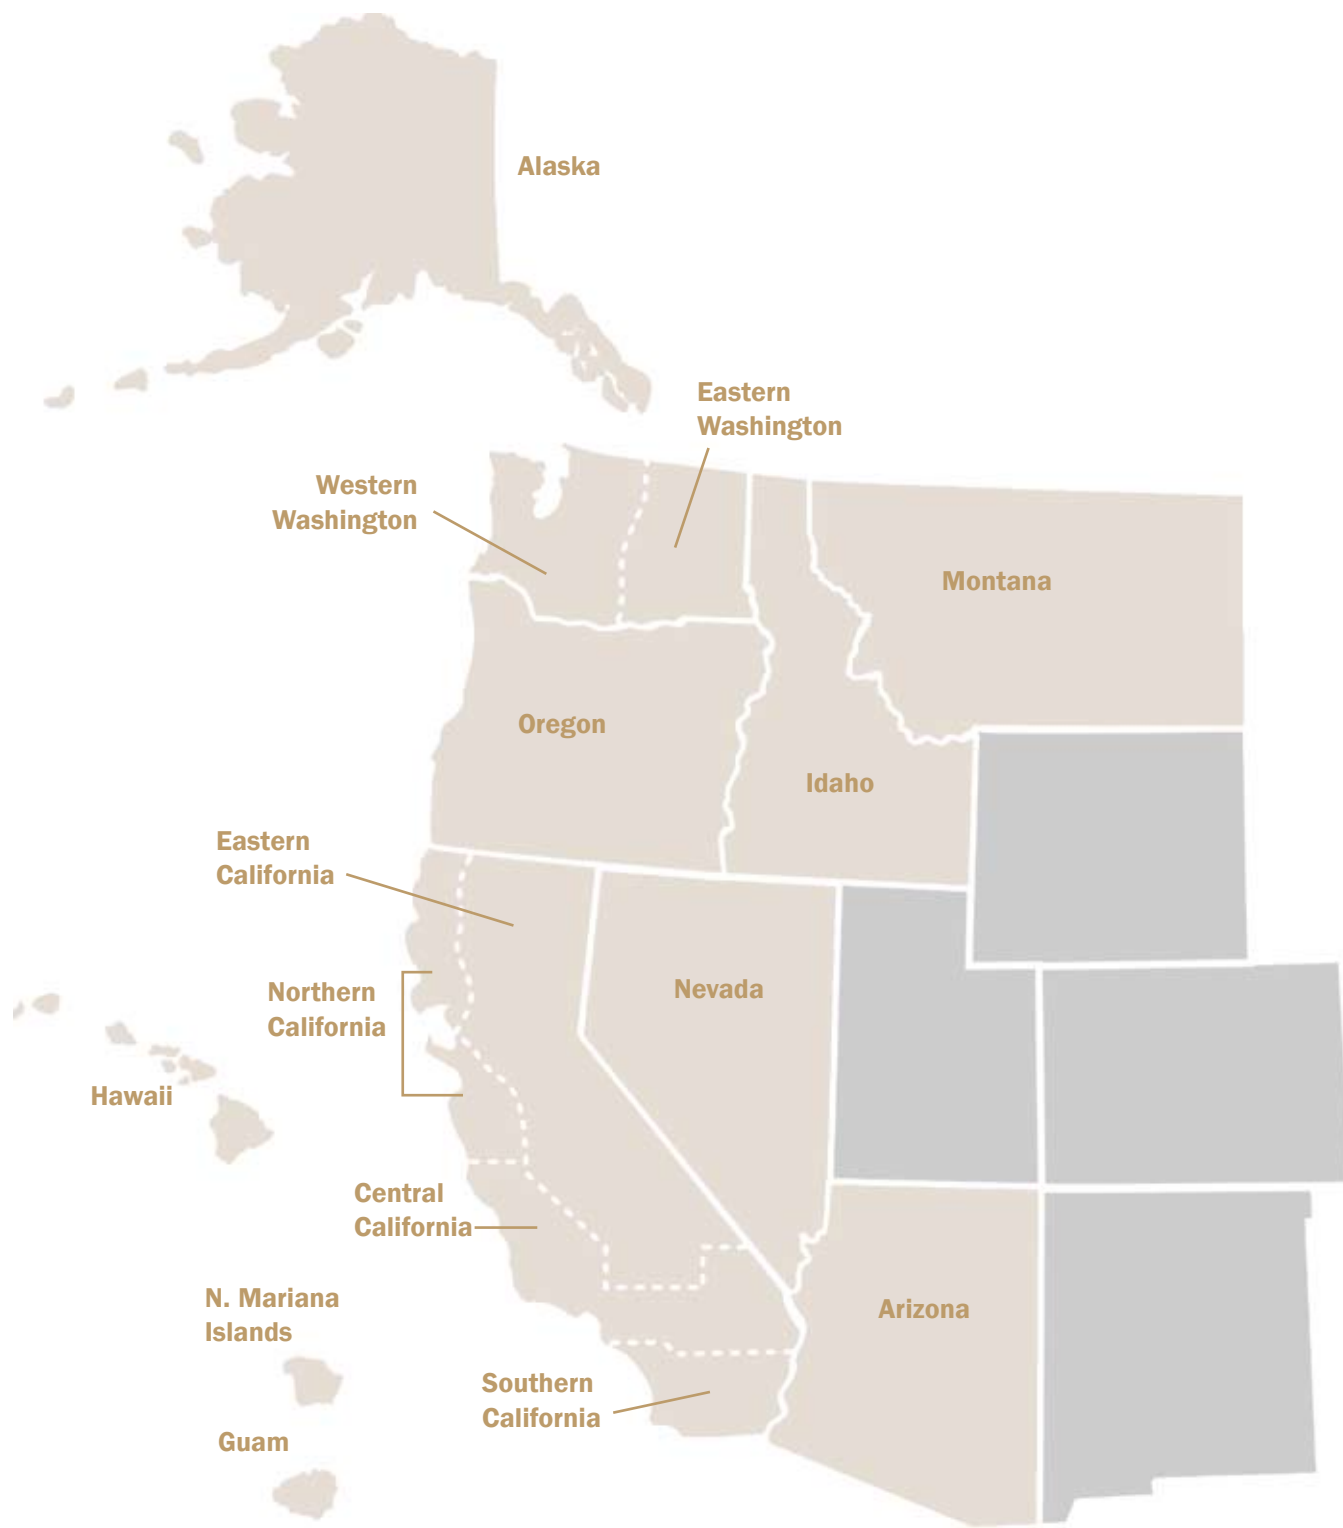 Alaska
Eastern
Washington
Western
Washington
Montana
Oregon
Idaho
Eastern
California
Nevada
Northern
California
Hawaii
Central
California
N. Mariana
Islands
Arizona
Southern
California
Guam